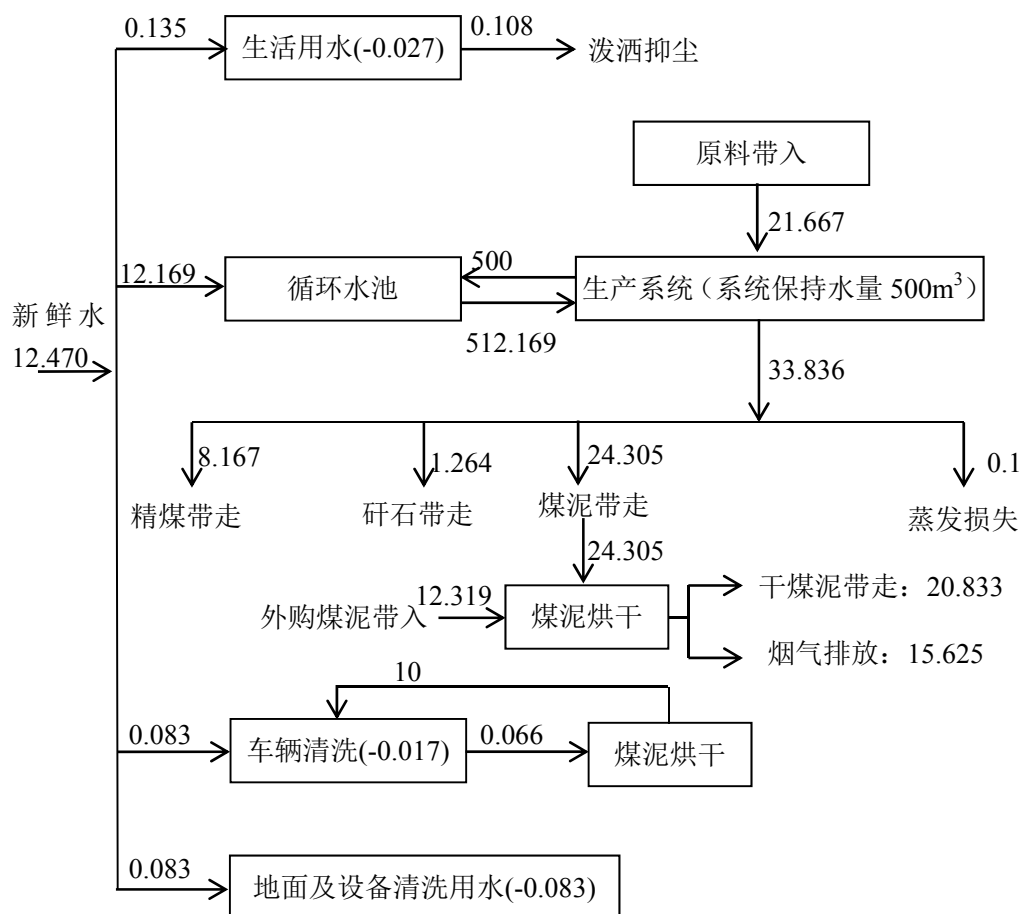 0.135
生活用水(-0.027)
0.108
泼洒抑尘
原料带入
21.667
12.169
循环水池
500
512.169
生产系统（系统保持水量 500m³）
新鲜水
12.470
33.836
8.167
1.264
24.305
0.1
精煤带走
矸石带走
煤泥带走
蒸发损失
24.305
外购煤泥带入
12.319
煤泥烘干
干煤泥带走：20.833
烟气排放：15.625
10
0.083
车辆清洗(-0.017)
0.066
煤泥烘干
0.083
地面及设备清洗用水(-0.083)